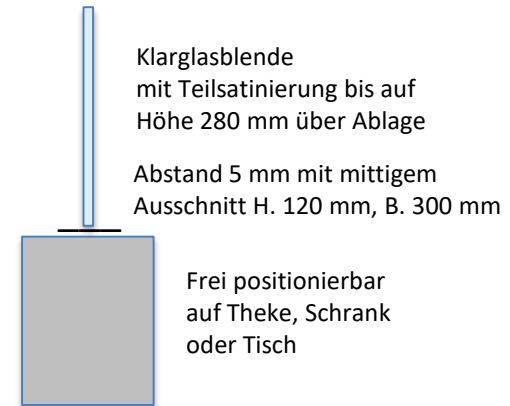 Klarglasblende
mit Teilsatinierung bis auf
Höhe 280 mm über Ablage
Abstand 5 mm mit mittigem
Ausschnitt H. 120 mm, B. 300 mm
Frei positionierbar
auf Theke, Schrank
oder Tisch